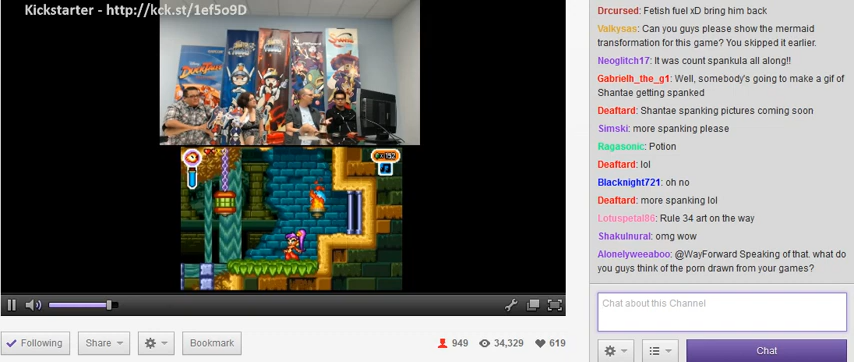 Kickstarter - http://kck.st/1ef5o9D
DUCKTALES
Following
Share
Bookmark
949
34,329
619
Drcursed: Fetish fuel xD bring him back
Valkysas: Can you guys please show the mermaid
transformation for this game? You skipped it earlier.
Neoglitch17: It was count spankula all along!!
Gabrielh_the_g1: Well, somebody's going to make a gif of
Shantae getting spanked
Deaftard: Shantae spanking pictures coming soon
Simski: more spanking please
Ragasonic: Potion
Deaftard: lol
Blacknight721: oh no
Deaftard: more spanking lol
Lotuspetal86: Rule 34 art on the way
Shakulnural: omg wow
Alonelyweeaboo: @WayForward Speaking of that. what do
you guys think of the porn drawn from your games?
Chat about this Channel
Chat